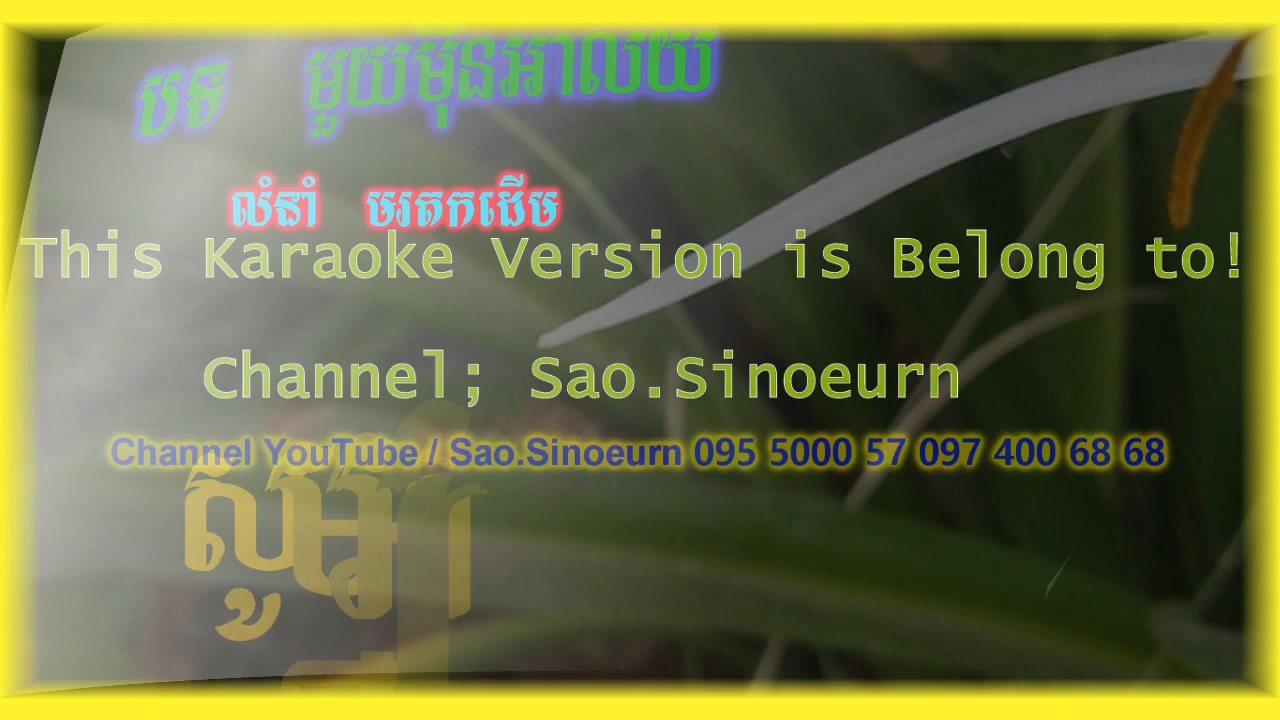 បទ មួយម៉ឺនអាល័យ
លំនាំ មរតកដើម
This Karaoke Version is Belong to!
Channel; Sao.Sinoeurn
Channel YouTube / Sao.Sinoeurn 095 5000 57 097 400 68 68